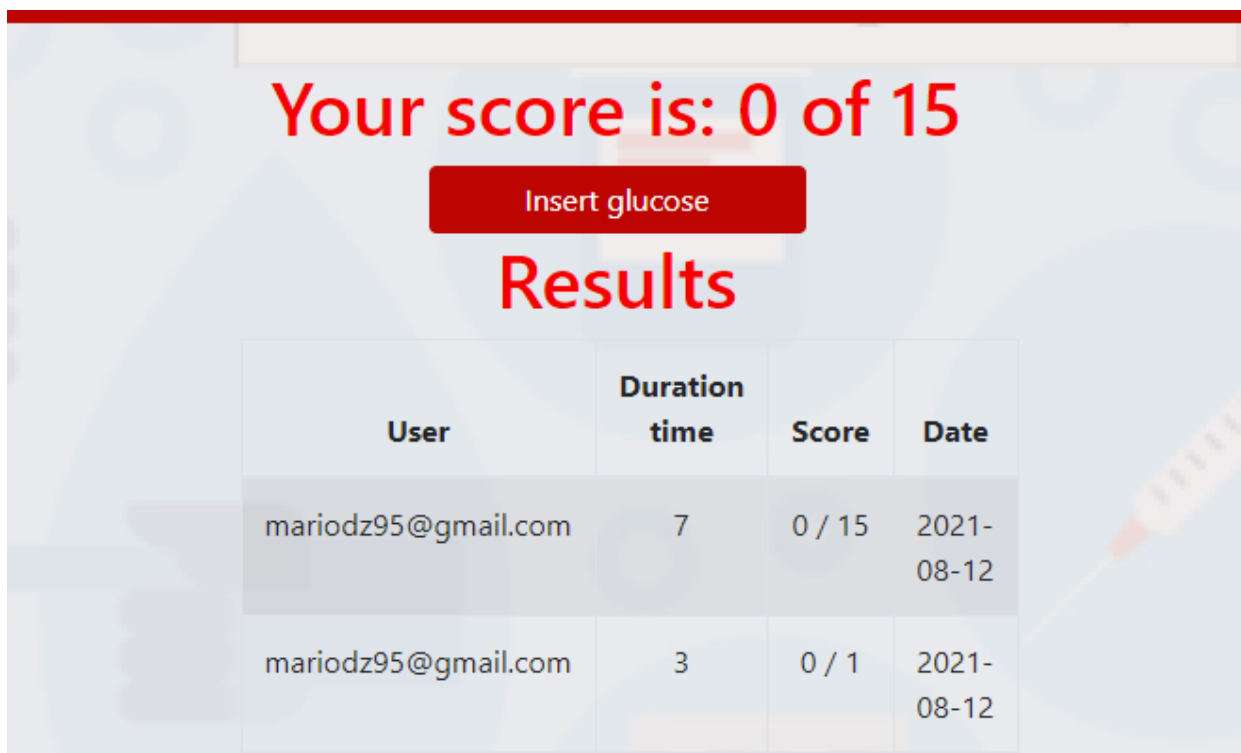 Your score is: 0 of 15
Insert glucose
Results
User Duration time Score Date
mariodz95@gmail.com 7 0 / 15 2021-08-12
mariodz95@gmail.com 3 0 / 1 2021-08-12